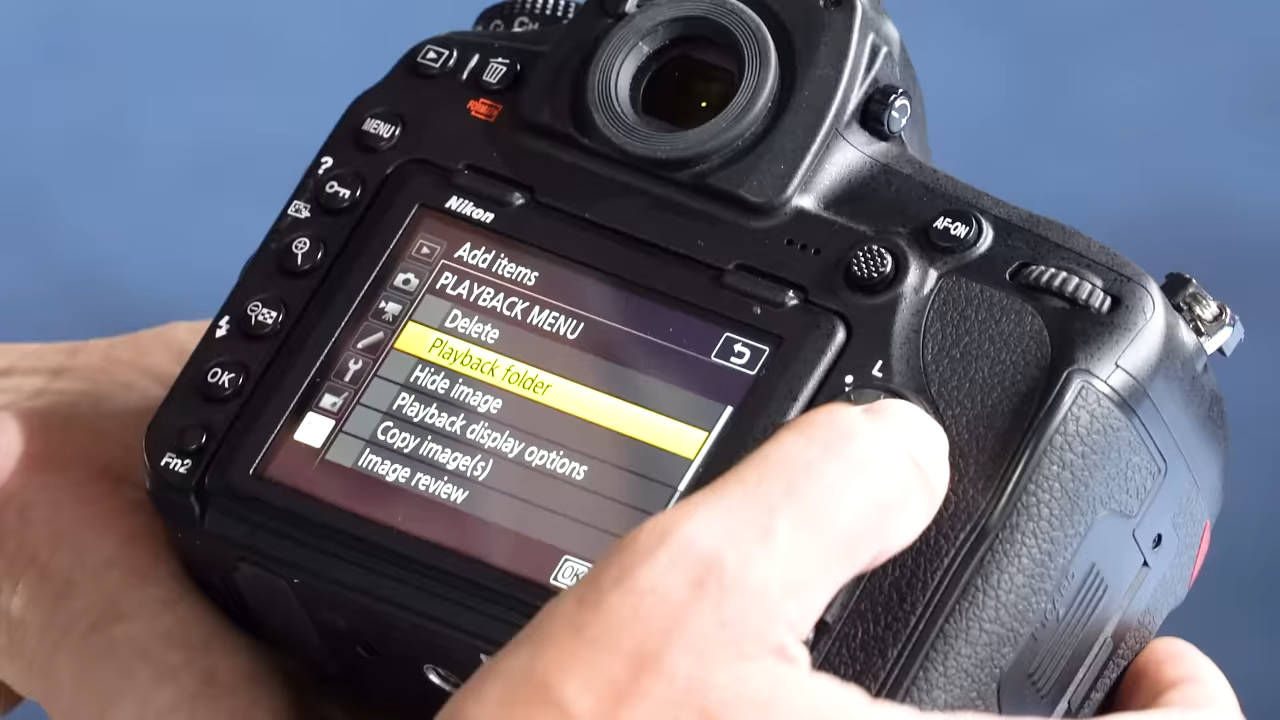 MENU
?
Nikon
AF-ON
Add items
PLAYBACK MENU
Delete
Playback folder
Hide image
Playback display options
Copy image(s)
Image review
OK
L
OK
Fn2